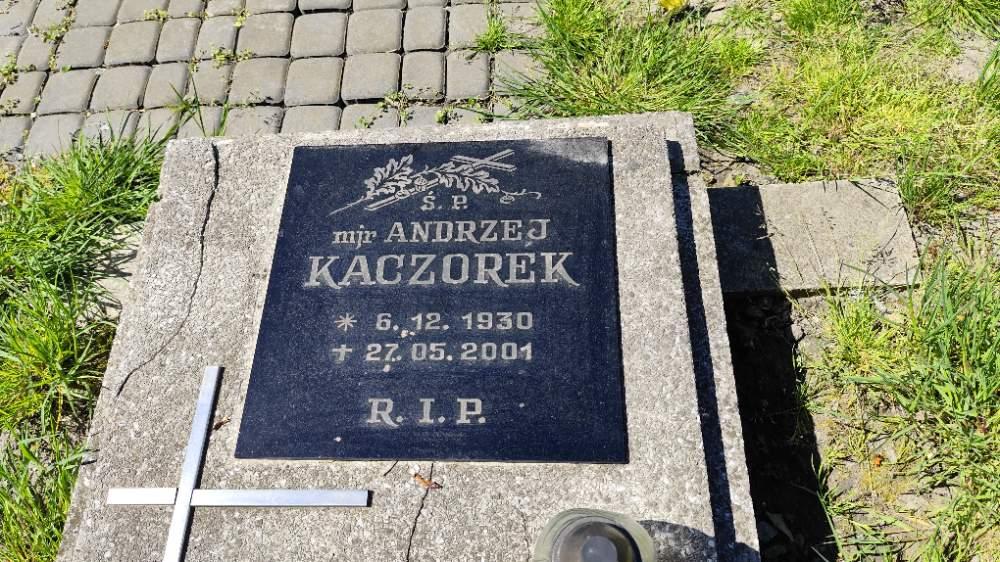 Ś. P.
mjr ANDRZEJ
KACZOREK
* 6. 12. 1930
+ 27. 05. 2001
R. I. P.